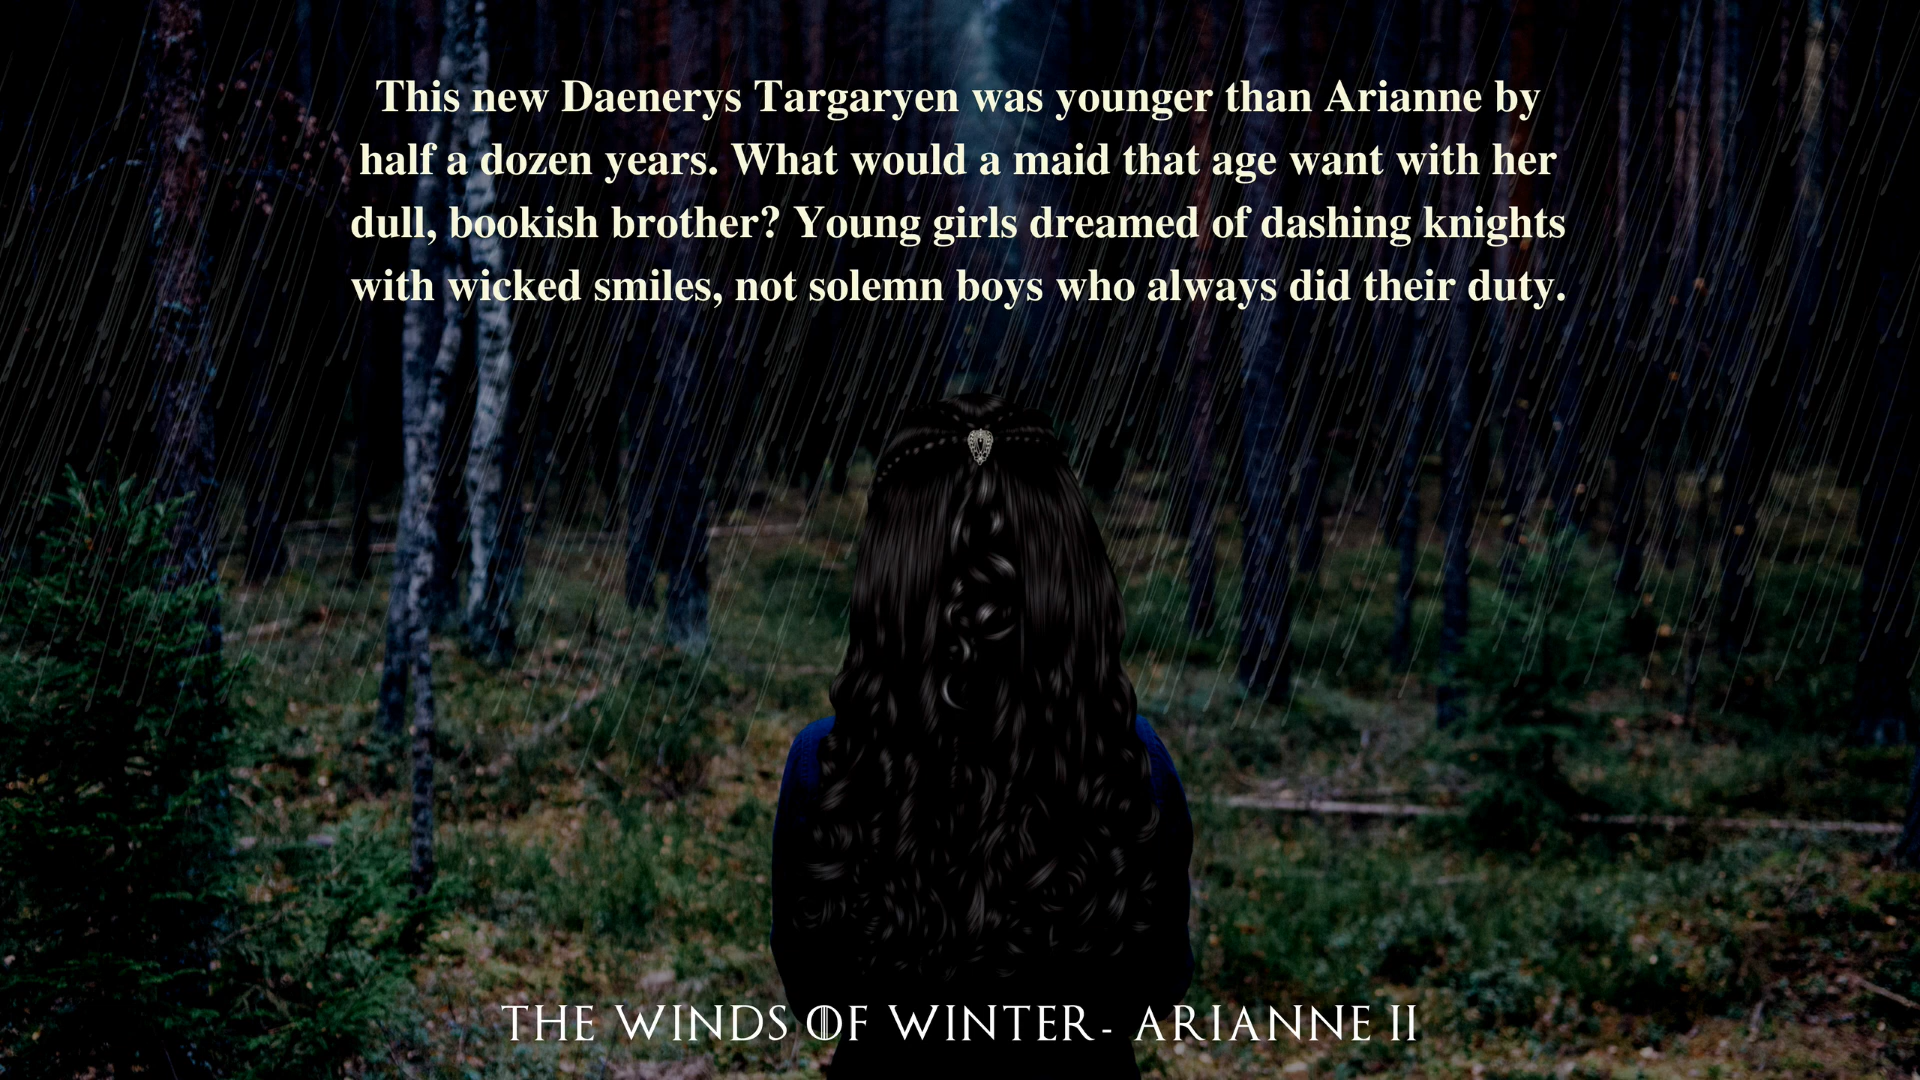 This new Daenerys Targaryen was younger than Arianne by
half a dozen years. What would a maid that age want with her
dull, bookish brother? Young girls dreamed of dashing knights
with wicked smiles, not solemn boys who always did their duty.
THE WINDS OF WINTER- ARIANNE II